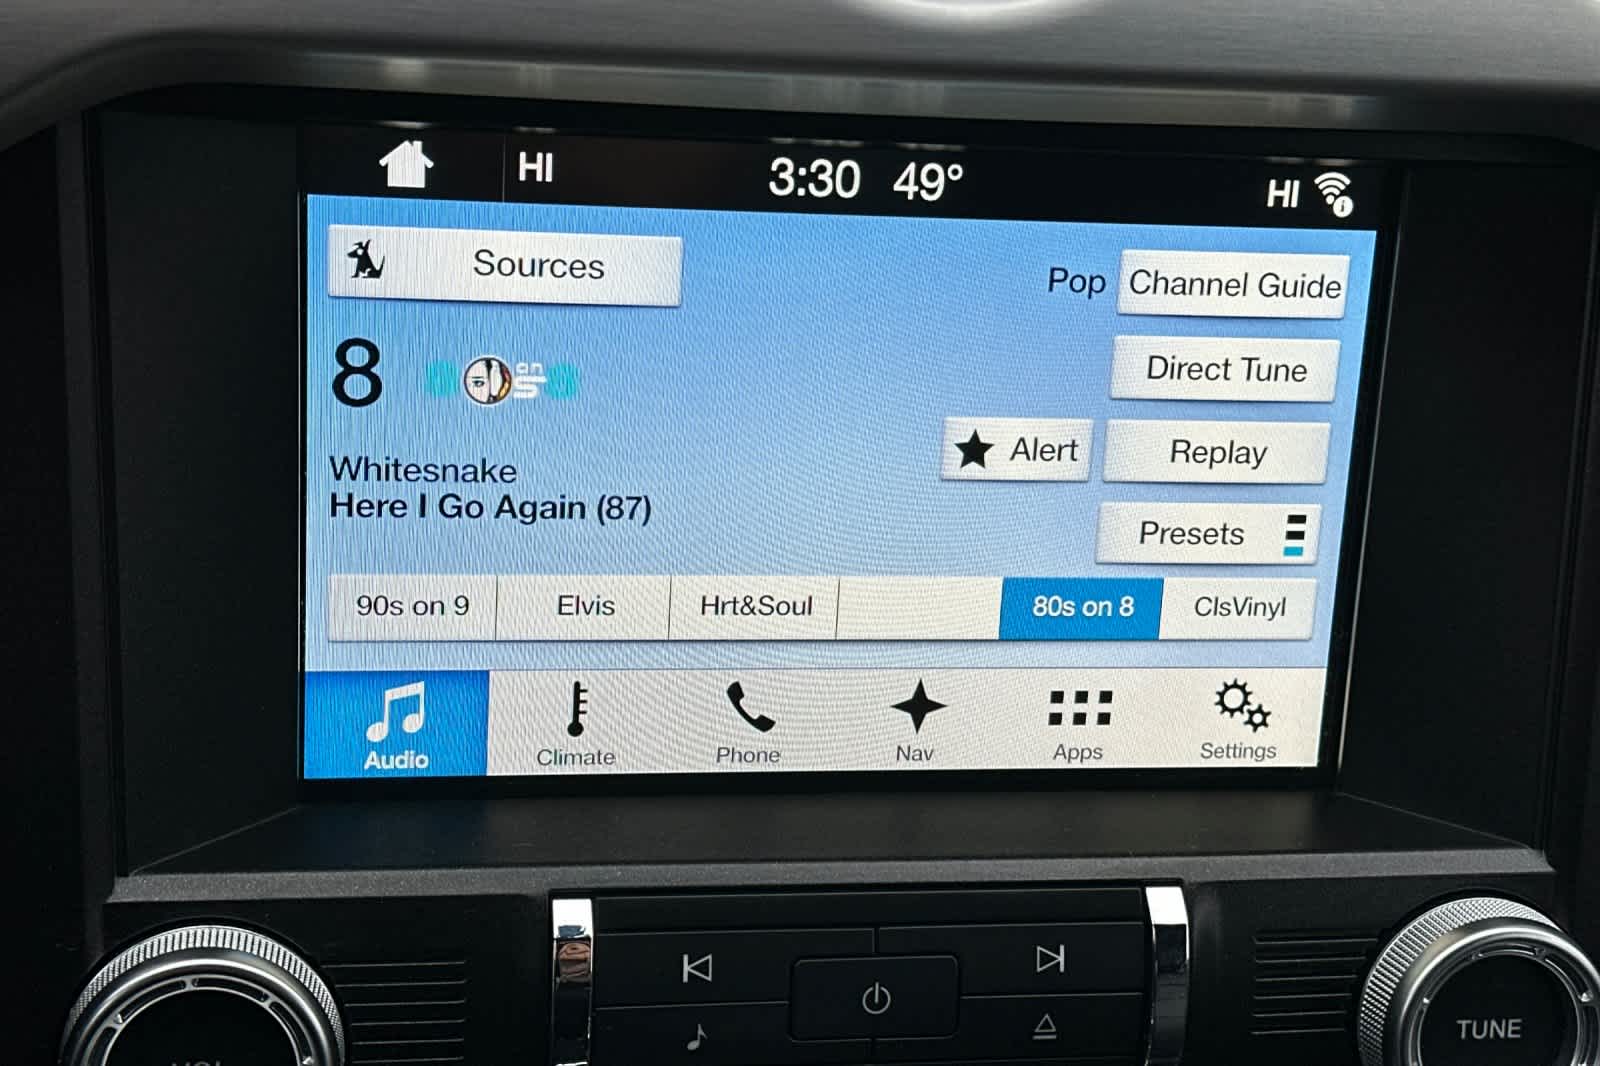 HI 3:30 49° HI
Sources
Pop Channel Guide
8
on
Direct Tune
Alert Replay
Whitesnake
Here I Go Again (87)
Presets
90s on 9 Elvis Hrt&Soul 80s on 8 ClsVinyl
Audio Climate Phone Nav Apps Settings
TUNE